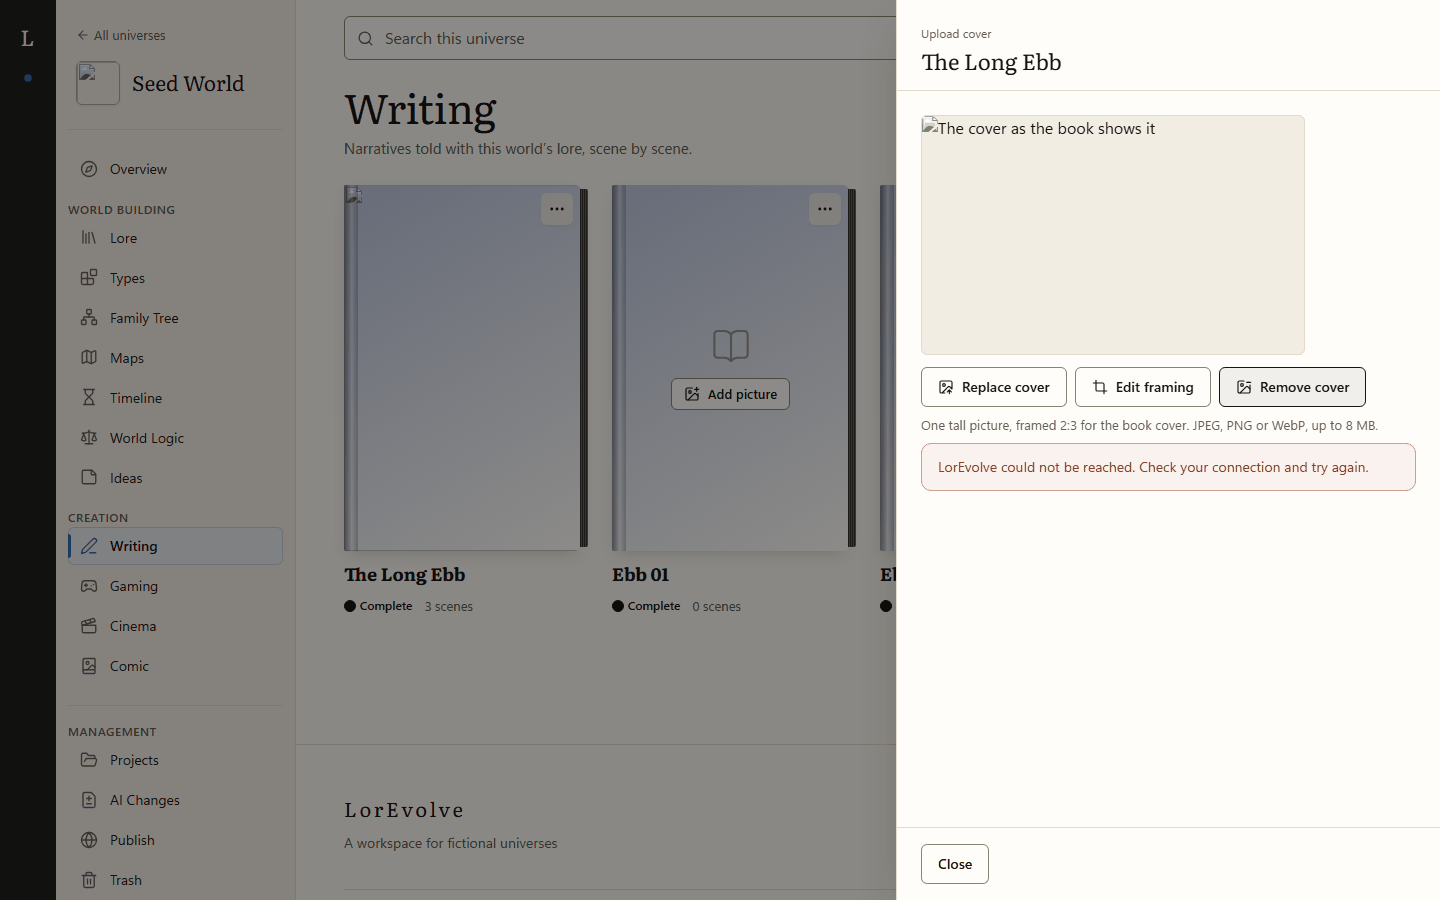 L
All universes
Seed World
Overview
WORLD BUILDING
Lore
Types
Family Tree
Maps
Timeline
World Logic
Ideas
CREATION
Writing
Gaming
Cinema
Comic
MANAGEMENT
Projects
AI Changes
Publish
Trash
Search this universe
Writing
Narratives told with this world's lore, scene by scene.
Add picture
The Long Ebb
Complete 3 scenes
Ebb 01
Complete 0 scenes
LorEvolve
A workspace for fictional universes
Upload cover
The Long Ebb
The cover as the book shows it
Replace cover
Edit framing
Remove cover
One tall picture, framed 2:3 for the book cover. JPEG, PNG or WebP, up to 8 MB.
LorEvolve could not be reached. Check your connection and try again.
Close